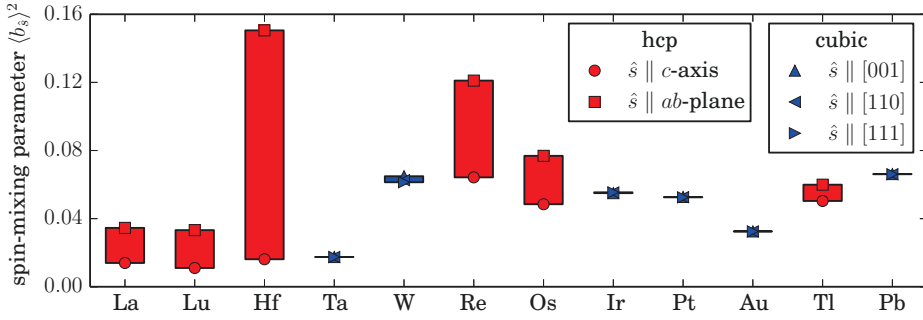 spin-mixing parameter ⟨b_ŝ⟩²
0.16
0.12
0.08
0.04
0.00
hcp
ŝ ∥ c-axis
ŝ ∥ ab-plane
cubic
ŝ ∥ [001]
ŝ ∥ [110]
ŝ ∥ [111]
La Lu Hf Ta W Re Os Ir Pt Au Tl Pb